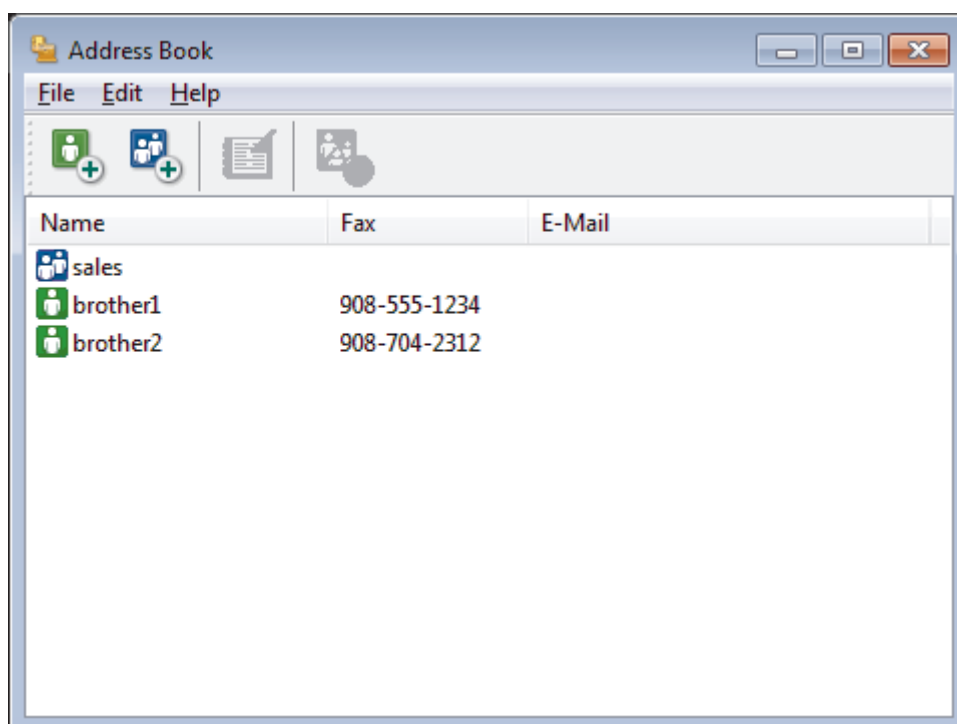 Address Book
File Edit Help
Name Fax E-Mail
sales
brother1 908-555-1234
brother2 908-704-2312